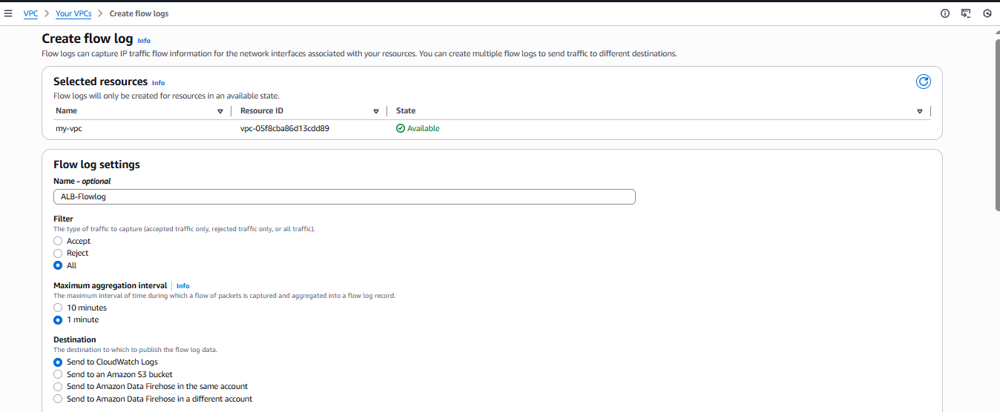 VPC > Your VPCs > Create flow logs
Create flow log Info
Flow logs can capture IP traffic flow information for the network interfaces associated with your resources. You can create multiple flow logs to send traffic to different destinations.
Selected resources Info
Flow logs will only be created for resources in an available state.
Name Resource ID State
my-vpc vpc-05f8cba86d13cdd89 Available
Flow log settings
Name - optional
ALB-Flowlog
Filter
The type of traffic to capture (accepted traffic only, rejected traffic only, or all traffic).
Accept
Reject
All
Maximum aggregation interval Info
The maximum interval of time during which a flow of packets is captured and aggregated into a flow log record.
10 minutes
1 minute
Destination
The destination to which to publish the flow log data.
Send to CloudWatch Logs
Send to an Amazon S3 bucket
Send to Amazon Data Firehose in the same account
Send to Amazon Data Firehose in a different account